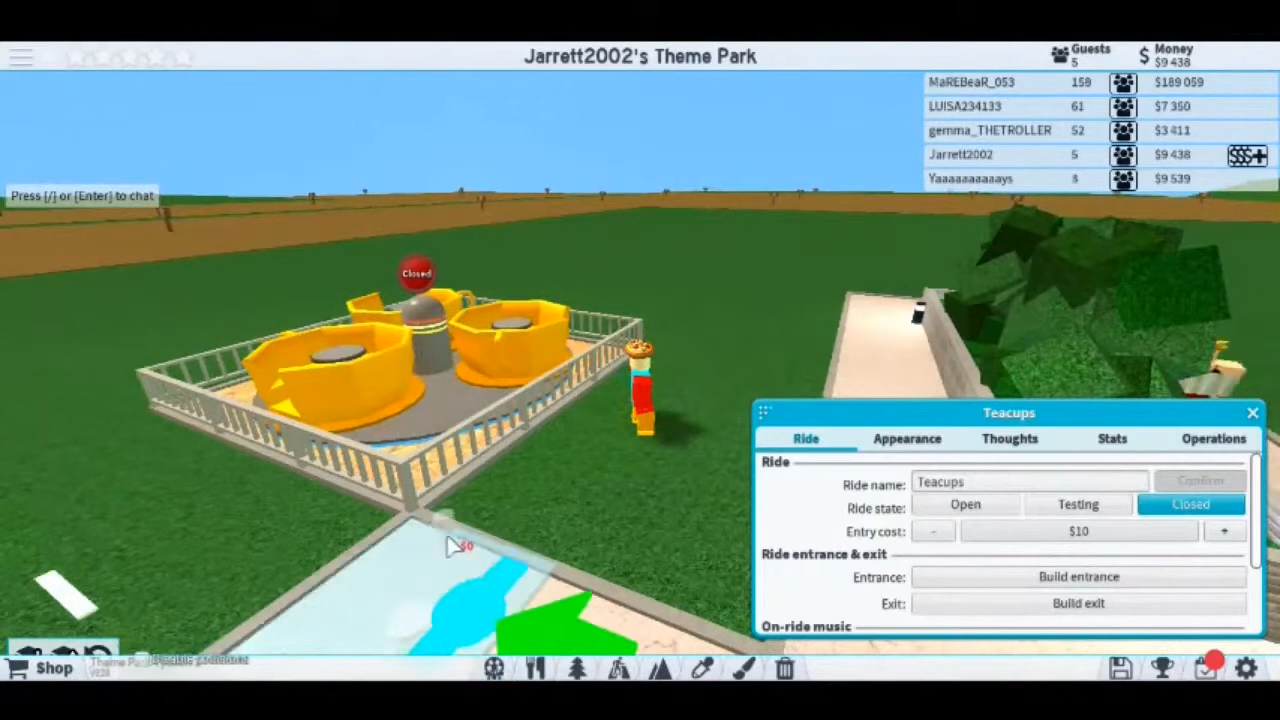 Jarrett2002's Theme Park
Guests
5
Money
$9 438
MaREBeaR_053 159 $189 059
LUISA234133 61 $7 350
gemma_THETROLLER 52 $3 411
Jarrett2002 5 $9 438
Yaaaaaaaaaays $9 539
Press [/] or [Enter] to chat
Closed
Teacups
Ride Appearance Thoughts Stats Operations
Ride
Ride name: Teacups Confirm
Ride state: Open Testing Closed
Entry cost: - $10 +
Ride entrance & exit
Entrance: Build entrance
Exit: Build exit
On-ride music
$0
Shop